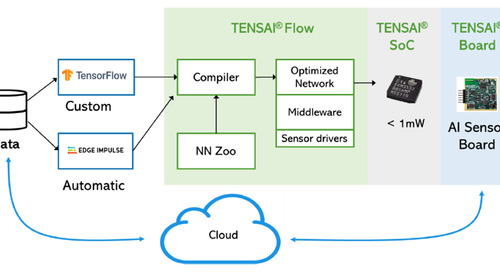 TENSAI® Flow
TENSAI®
SoC
TENSAI®
Board
TensorFlow
Custom
Compiler
Optimized
Network
Middleware
Sensor drivers
< 1mW
AI Sensor
Board
ata
EDGE IMPULSE
Automatic
NN Zoo
Cloud